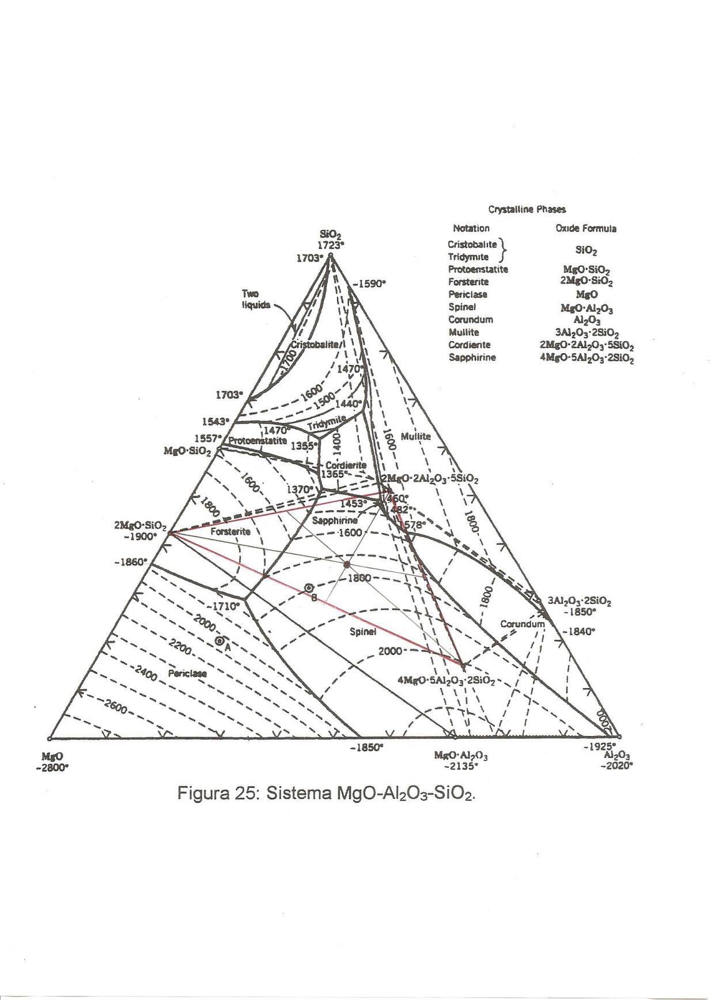 Crystalline Phases
Notation Oxide Formula
Cristobalite
Tridymite
SiO₂
Protoenstatite MgO·SiO₂
Forsterite 2MgO·SiO₂
Periclase MgO
Spinel MgO·Al₂O₃
Corundum Al₂O₃
Mullite 3Al₂O₃·2SiO₂
Cordierite 2MgO·2Al₂O₃·5SiO₂
Sapphirine 4MgO·5Al₂O₃·2SiO₂
SiO₂
1723°
1703°
~1590°
Two
liquids
Cristobalite
1700
1470°
1600
1500
1440°
1703°
1543°
Tridymite
1470°
1557°
Protoenstatite
1355°
1400
1600
Mullite
MgO·SiO₂
Cordierite
1365°
2MgO·2Al₂O₃·5SiO₂
1600
1370°
1460°
1453°
1482°
1800
1800
2MgO·SiO₂
~1900°
Forsterite
Sapphirine
1600
1578°
~1860°
1800
1800
B
~1710°
3Al₂O₃·2SiO₂
~1850°
~1840°
Corundum
2000
A
Spinel
2200
2000
2400
Periclase
4MgO·5Al₂O₃·2SiO₂
2600
2000
MgO
~2800°
~1850°
MgO·Al₂O₃
~2135°
~1925°
Al₂O₃
~2020°
Figura 25: Sistema MgO-Al₂O₃-SiO₂.